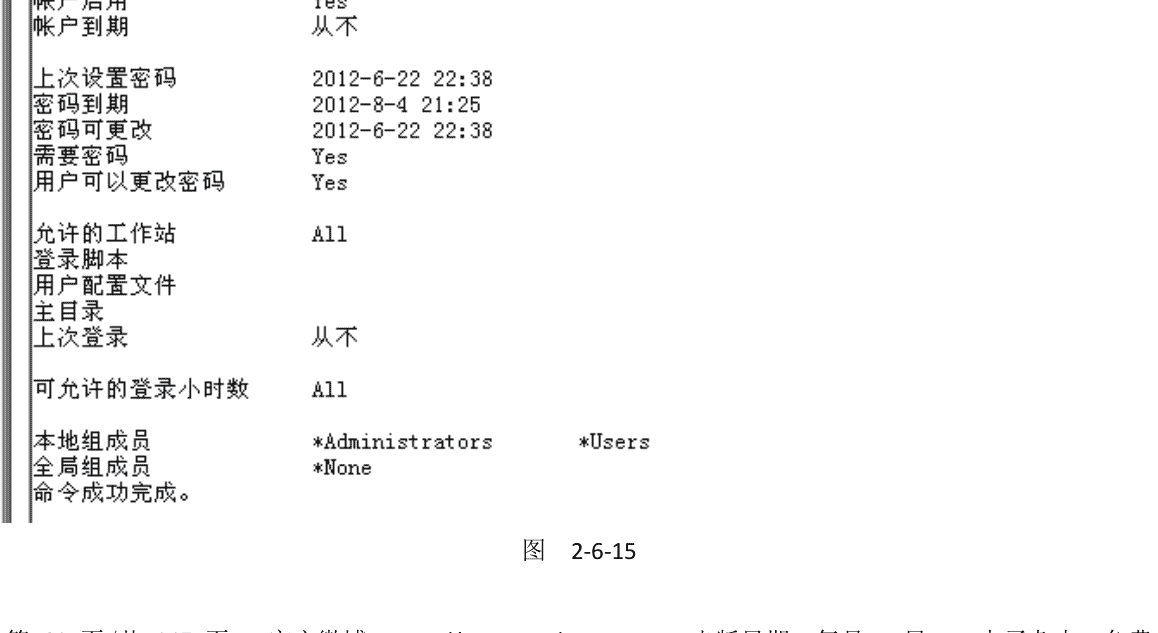 帐户启用 Yes
帐户到期 从不
上次设置密码 2012-6-22 22:38
密码到期 2012-8-4 21:25
密码可更改 2012-6-22 22:38
需要密码 Yes
用户可以更改密码 Yes
允许的工作站 All
登录脚本
用户配置文件
主目录
上次登录 从不
可允许的登录小时数 All
本地组成员 *Administrators *Users
全局组成员 *None
命令成功完成。
图 2-6-15